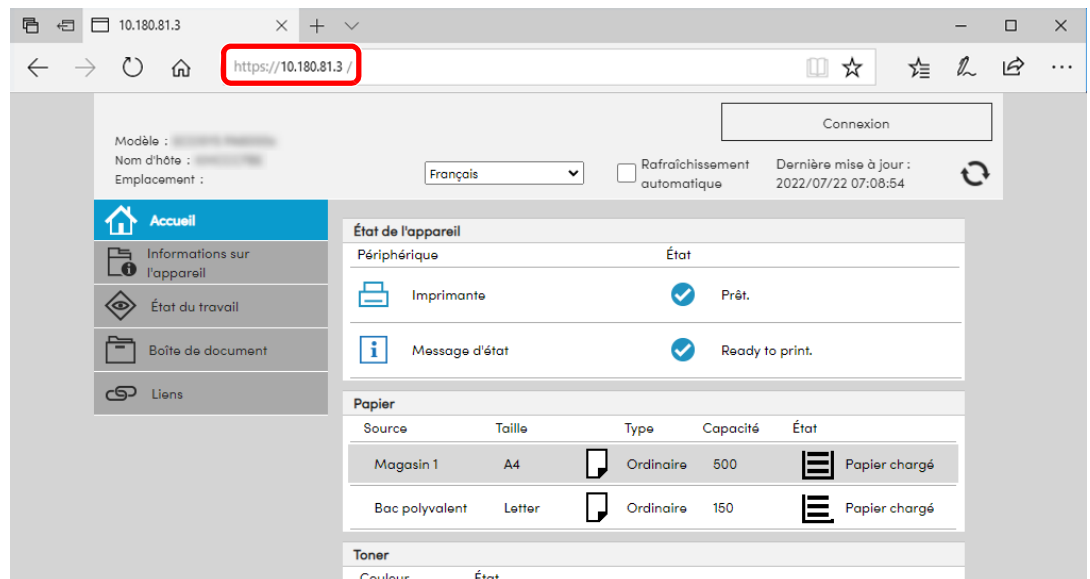 10.180.81.3
https://10.180.81.3 /
Connexion
Modèle :
Nom d'hôte :
Emplacement :
Français
Rafraîchissement
automatique
Dernière mise à jour :
2022/07/22 07:08:54
Accueil
Informations sur
l'appareil
État du travail
Boîte de document
Liens
État de l'appareil
Périphérique État
Imprimante Prêt.
Message d'état Ready to print.
Papier
Source Taille Type Capacité État
Magasin 1 A4 Ordinaire 500 Papier chargé
Bac polyvalent Letter Ordinaire 150 Papier chargé
Toner
Couleur État